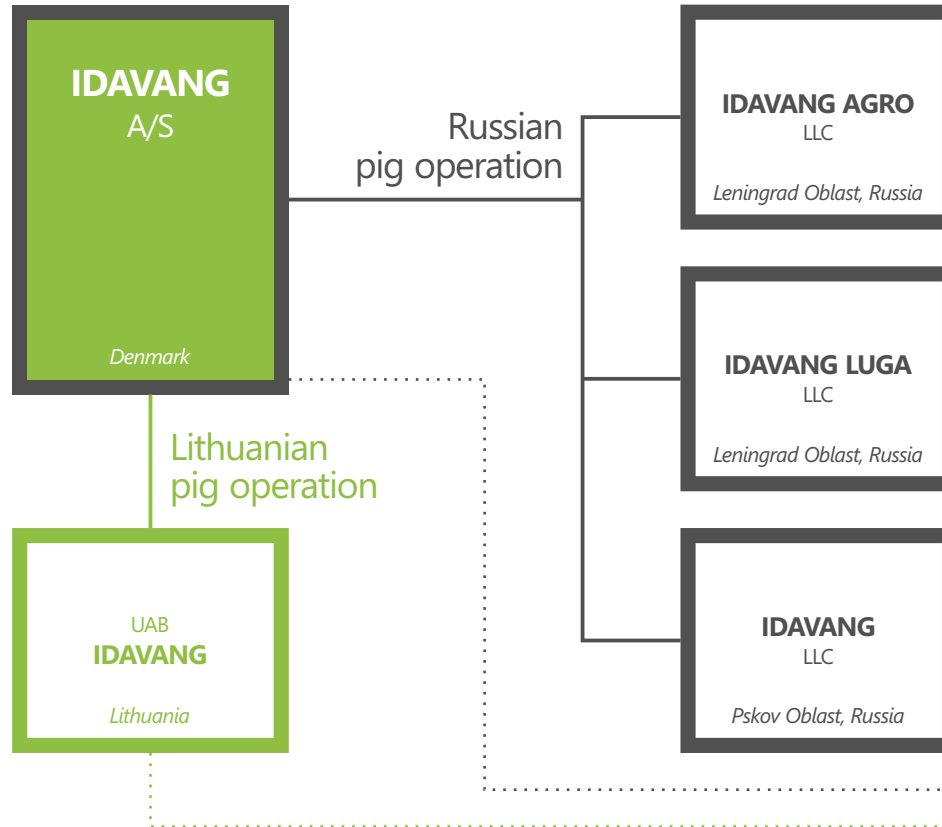 IDAVANG
A/S
Denmark
Russian
pig operation
IDAVANG AGRO
LLC
Leningrad Oblast, Russia
IDAVANG LUGA
LLC
Leningrad Oblast, Russia
Lithuanian
pig operation
UAB
IDAVANG
Lithuania
IDAVANG
LLC
Pskov Oblast, Russia